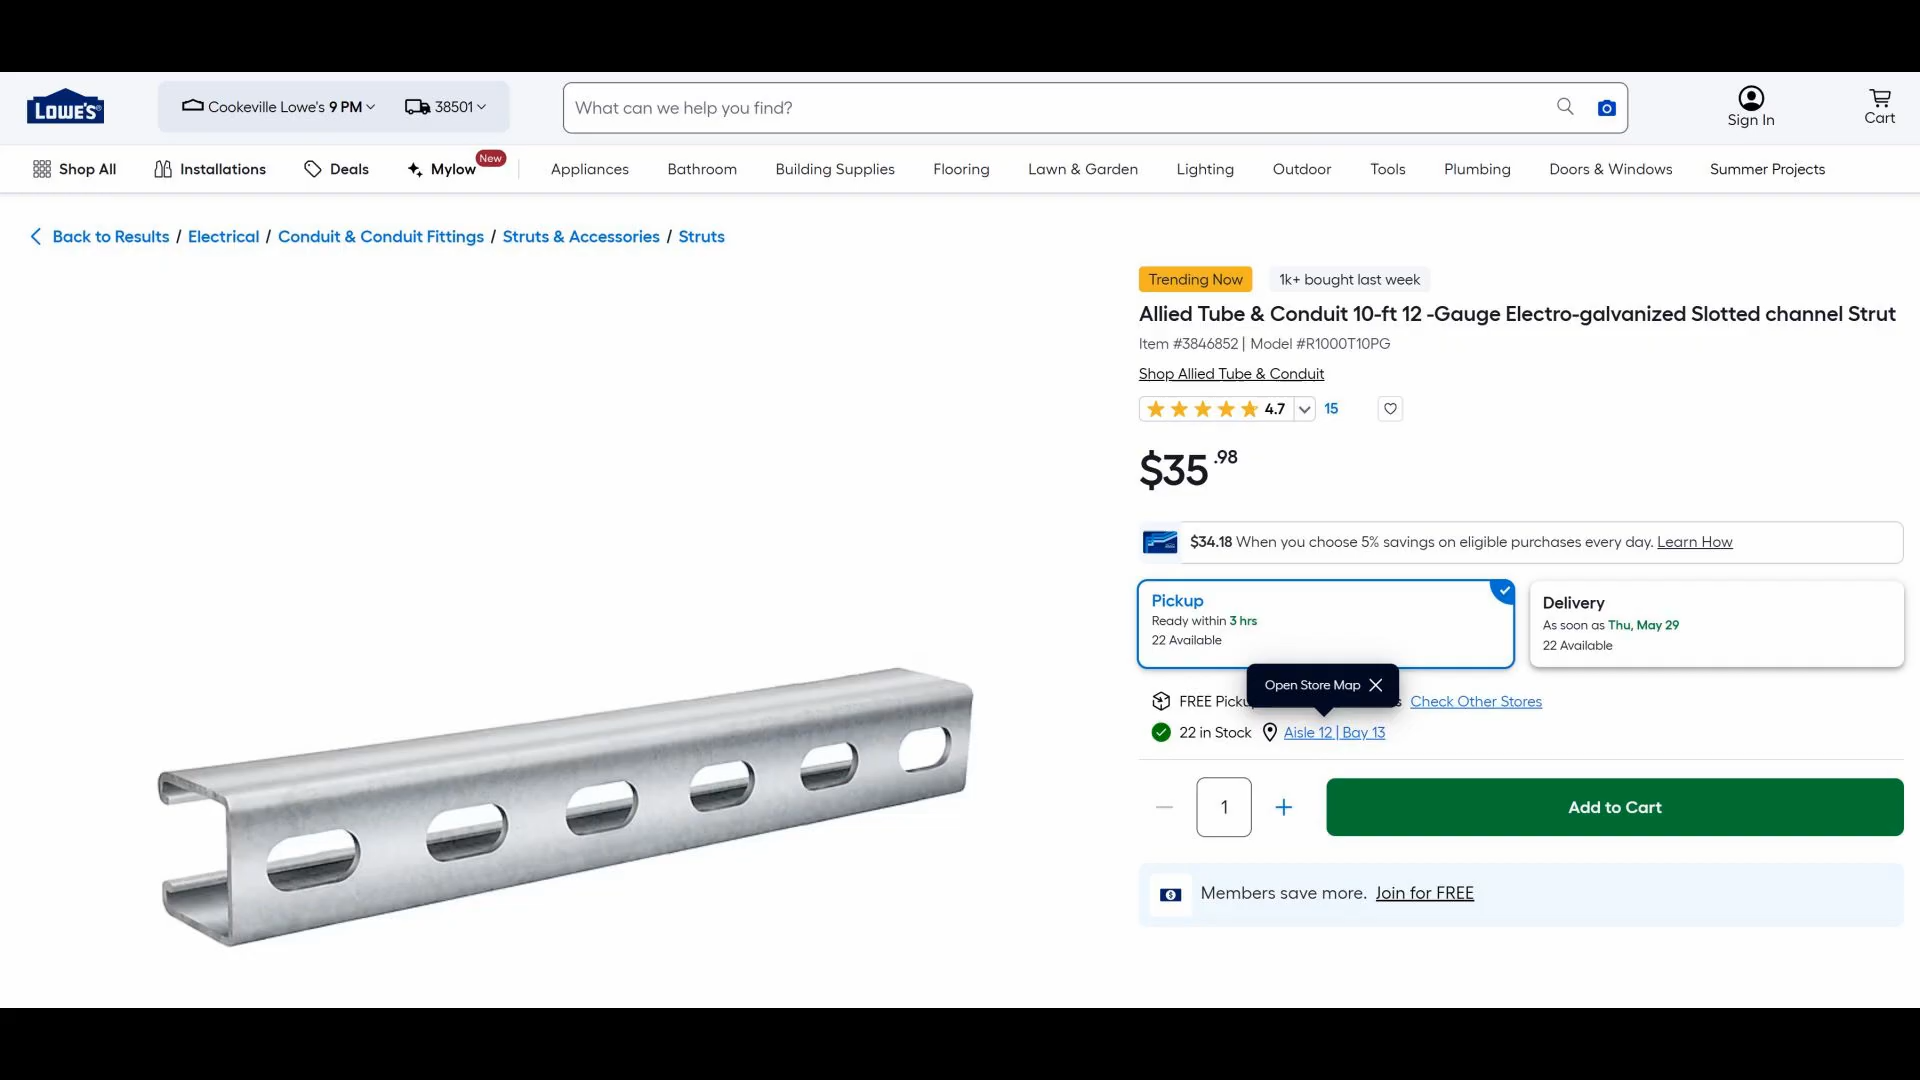 LOWE'S
Cookeville Lowe's 9 PM
38501
What can we help you find?
Sign In
Cart
Shop All
Installations
Deals
Mylow
New
Appliances
Bathroom
Building Supplies
Flooring
Lawn & Garden
Lighting
Outdoor
Tools
Plumbing
Doors & Windows
Summer Projects
Back to Results / Electrical / Conduit & Conduit Fittings / Struts & Accessories / Struts
Trending Now
1k+ bought last week
Allied Tube & Conduit 10-ft 12 -Gauge Electro-galvanized Slotted channel Strut
Item #3846852 | Model #R1000T10PG
Shop Allied Tube & Conduit
4.7
15
$35.98
$34.18 When you choose 5% savings on eligible purchases every day. Learn How
Pickup
Ready within 3 hrs
22 Available
Delivery
As soon as Thu, May 29
22 Available
Open Store Map
FREE Check Other Stores
22 in Stock
Aisle 12 | Bay 13
1
Add to Cart
Members save more. Join for FREE